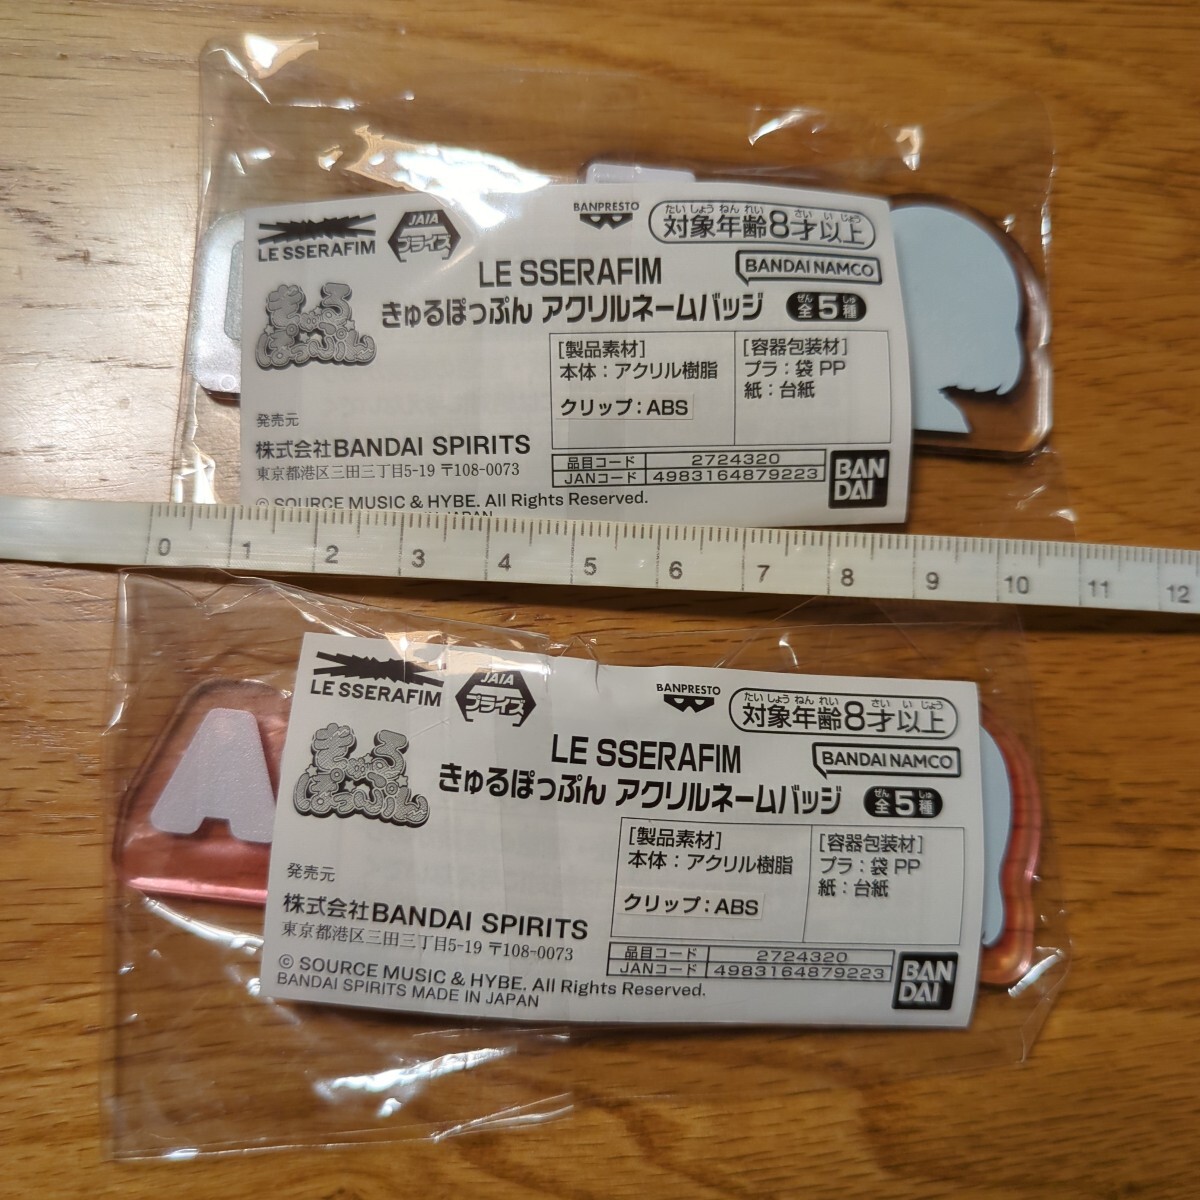 LE SSERAFIM
JAIA
プライズ
BANPRESTO
たいしょうねんれい さい いじょう
対象年齢8才以上
LE SSERAFIM
BANDAI NAMCO
きゅるぽっぷん
きゅるぽっぷん アクリルネームバッジ
ぜん しゅ
全5種
[製品素材]
本体：アクリル樹脂
クリップ：ABS
[容器包装材]
プラ：袋 PP
紙：台紙
発売元
株式会社BANDAI SPIRITS
東京都港区三田三丁目5-19 〒108-0073
品目コード 2724320
JANコード 4983164879223
BAN
DAI
© SOURCE MUSIC & HYBE. All Rights Reserved.
IN JAPAN
0 1 2 3 4 5 6 7 8 9 10 11 12
A
LE SSERAFIM
JAIA
プライズ
BANPRESTO
たいしょうねんれい さい いじょう
対象年齢8才以上
LE SSERAFIM
BANDAI NAMCO
きゅるぽっぷん
きゅるぽっぷん アクリルネームバッジ
ぜん しゅ
全5種
[製品素材]
本体：アクリル樹脂
クリップ：ABS
[容器包装材]
プラ：袋 PP
紙：台紙
発売元
株式会社BANDAI SPIRITS
東京都港区三田三丁目5-19 〒108-0073
品目コード 2724320
JANコード 4983164879223
BAN
DAI
© SOURCE MUSIC & HYBE. All Rights Reserved.
BANDAI SPIRITS MADE IN JAPAN